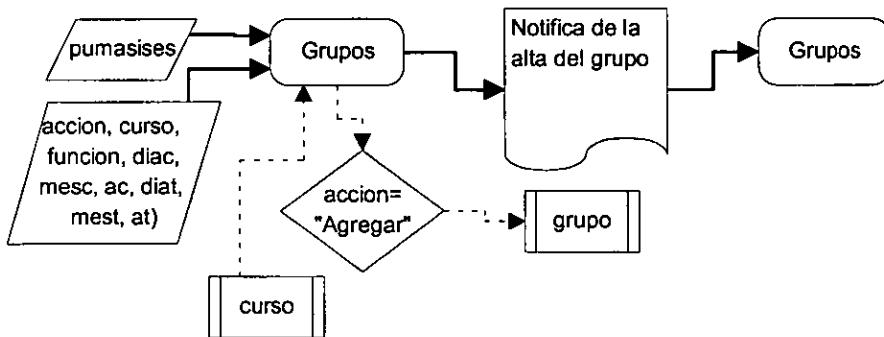 pumasises
Grupos
Notifica de la
alta del grupo
Grupos
accion, curso,
funcion, diac,
mesc, ac, diat,
mest, at)
accion=
"Agregar"
grupo
curso